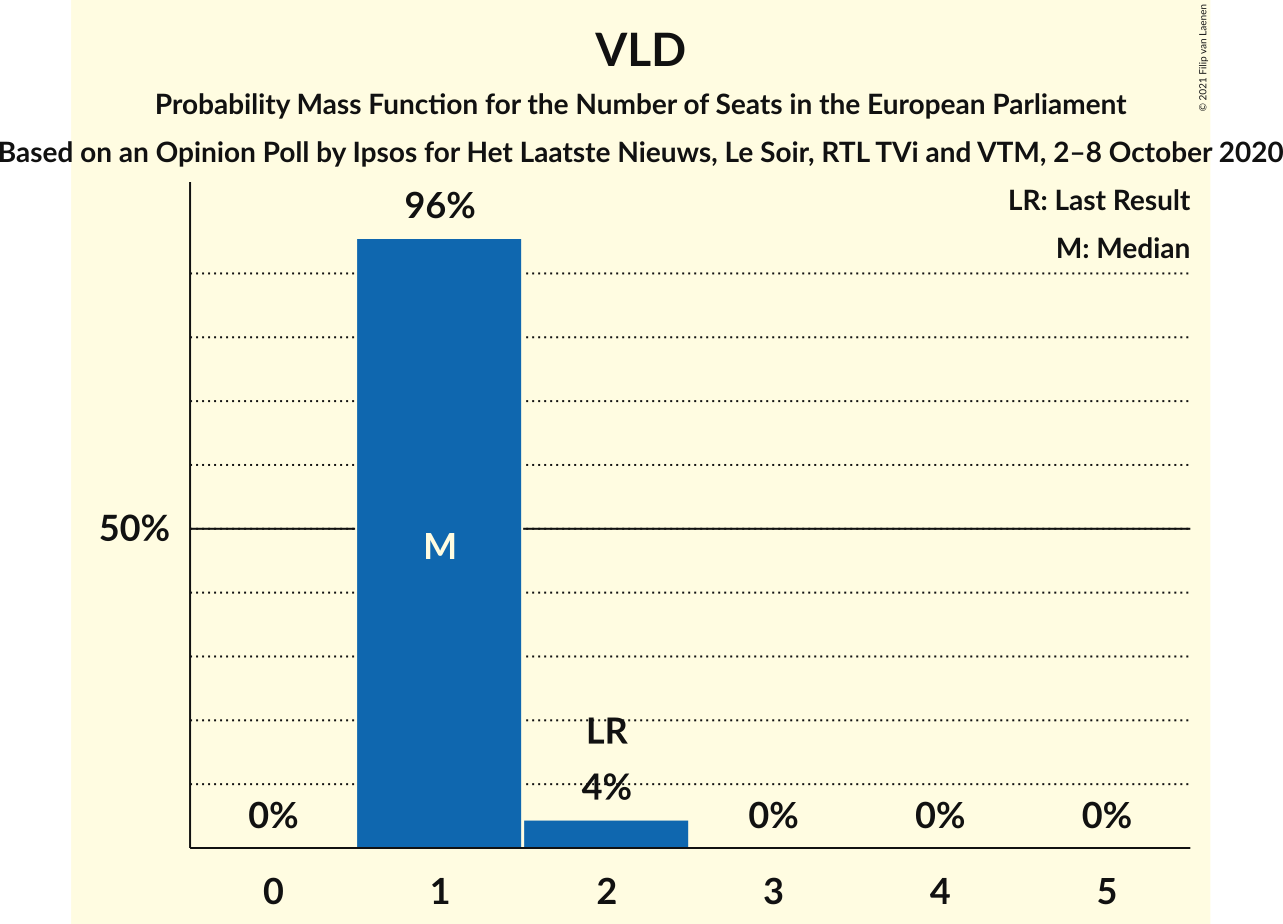 VLD
Probability Mass Function for the Number of Seats in the European Parliament
Based on an Opinion Poll by Ipsos for Het Laatste Nieuws, Le Soir, RTL TVi and VTM, 2–8 October 2020
© 2021 Filip van Laenen
LR: Last Result
M: Median
96%
50%
M
LR
4%
0%
0%
0%
0%
0 1 2 3 4 5